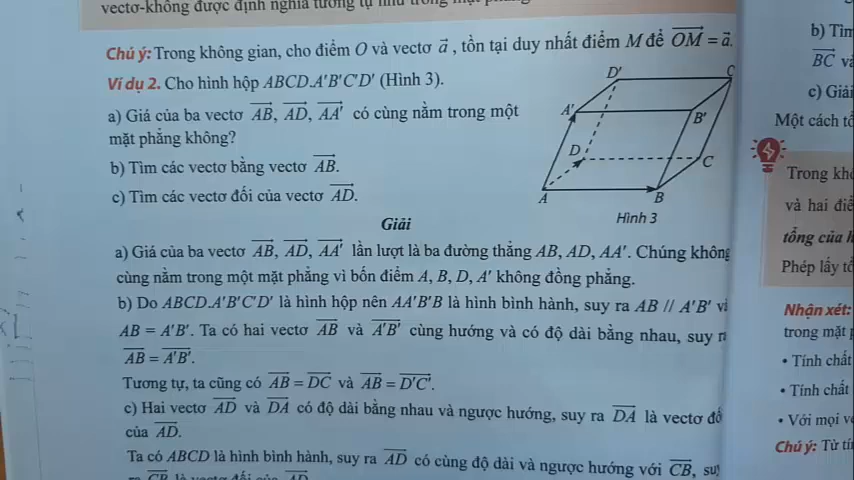 vectơ-không được định nghĩa tương tự như trong mặt
Chú ý: Trong không gian, cho điểm O và vectơ a⃗, tồn tại duy nhất điểm M để OM⃗ = a⃗.
Ví dụ 2. Cho hình hộp ABCD.A'B'C'D' (Hình 3).
a) Giá của ba vectơ AB⃗, AD⃗, AA'⃗ có cùng nằm trong một
mặt phẳng không?
b) Tìm các vectơ bằng vectơ AB⃗.
c) Tìm các vectơ đối của vectơ AD⃗.
D'
C
A'
B'
D
C
A
B
Hình 3
Giải
a) Giá của ba vectơ AB⃗, AD⃗, AA'⃗ lần lượt là ba đường thẳng AB, AD, AA'. Chúng không
cùng nằm trong một mặt phẳng vì bốn điểm A, B, D, A' không đồng phẳng.
b) Do ABCD.A'B'C'D' là hình hộp nên AA'B'B là hình bình hành, suy ra AB // A'B' v
AB = A'B'. Ta có hai vectơ AB⃗ và A'B'⃗ cùng hướng và có độ dài bằng nhau, suy r
AB⃗ = A'B'⃗.
Tương tự, ta cũng có AB⃗ = DC⃗ và AB⃗ = D'C'⃗.
c) Hai vectơ AD⃗ và DA⃗ có độ dài bằng nhau và ngược hướng, suy ra DA⃗ là vectơ đố
của AD⃗.
Ta có ABCD là hình bình hành, suy ra AD⃗ có cùng độ dài và ngược hướng với CB⃗, suy
b) Tìm
BC⃗ và
c) Giải
Một cách tổ
Trong khô
và hai điể
tổng của h
Phép lấy tổ
Nhận xét:
trong mặt p
• Tính chất
• Tính chất
• Với mọi ve
Chú ý: Từ tí